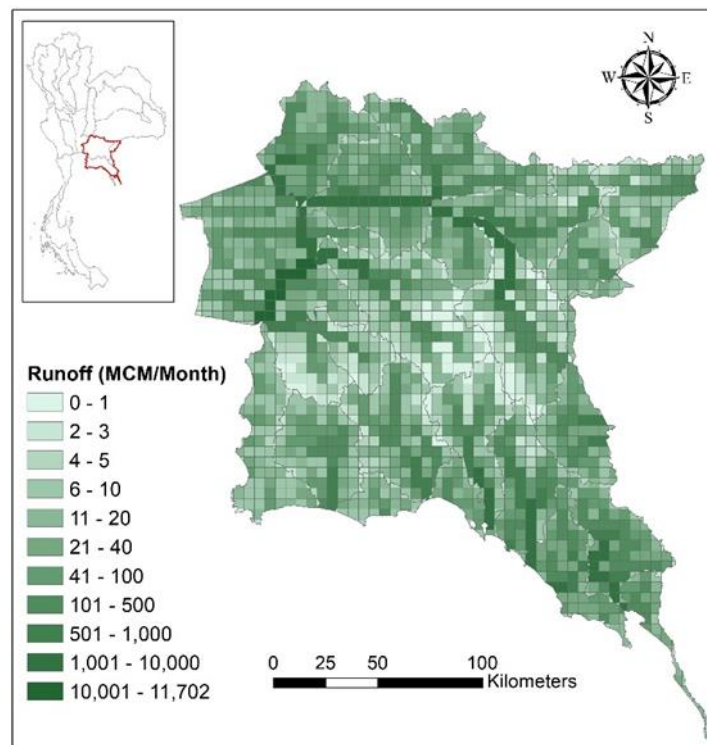 N
W E
S
Runoff (MCM/Month)
0 - 1
2 - 3
4 - 5
6 - 10
11 - 20
21 - 40
41 - 100
101 - 500
501 - 1,000
1,001 - 10,000
10,001 - 11,702
0 25 50 100
Kilometers